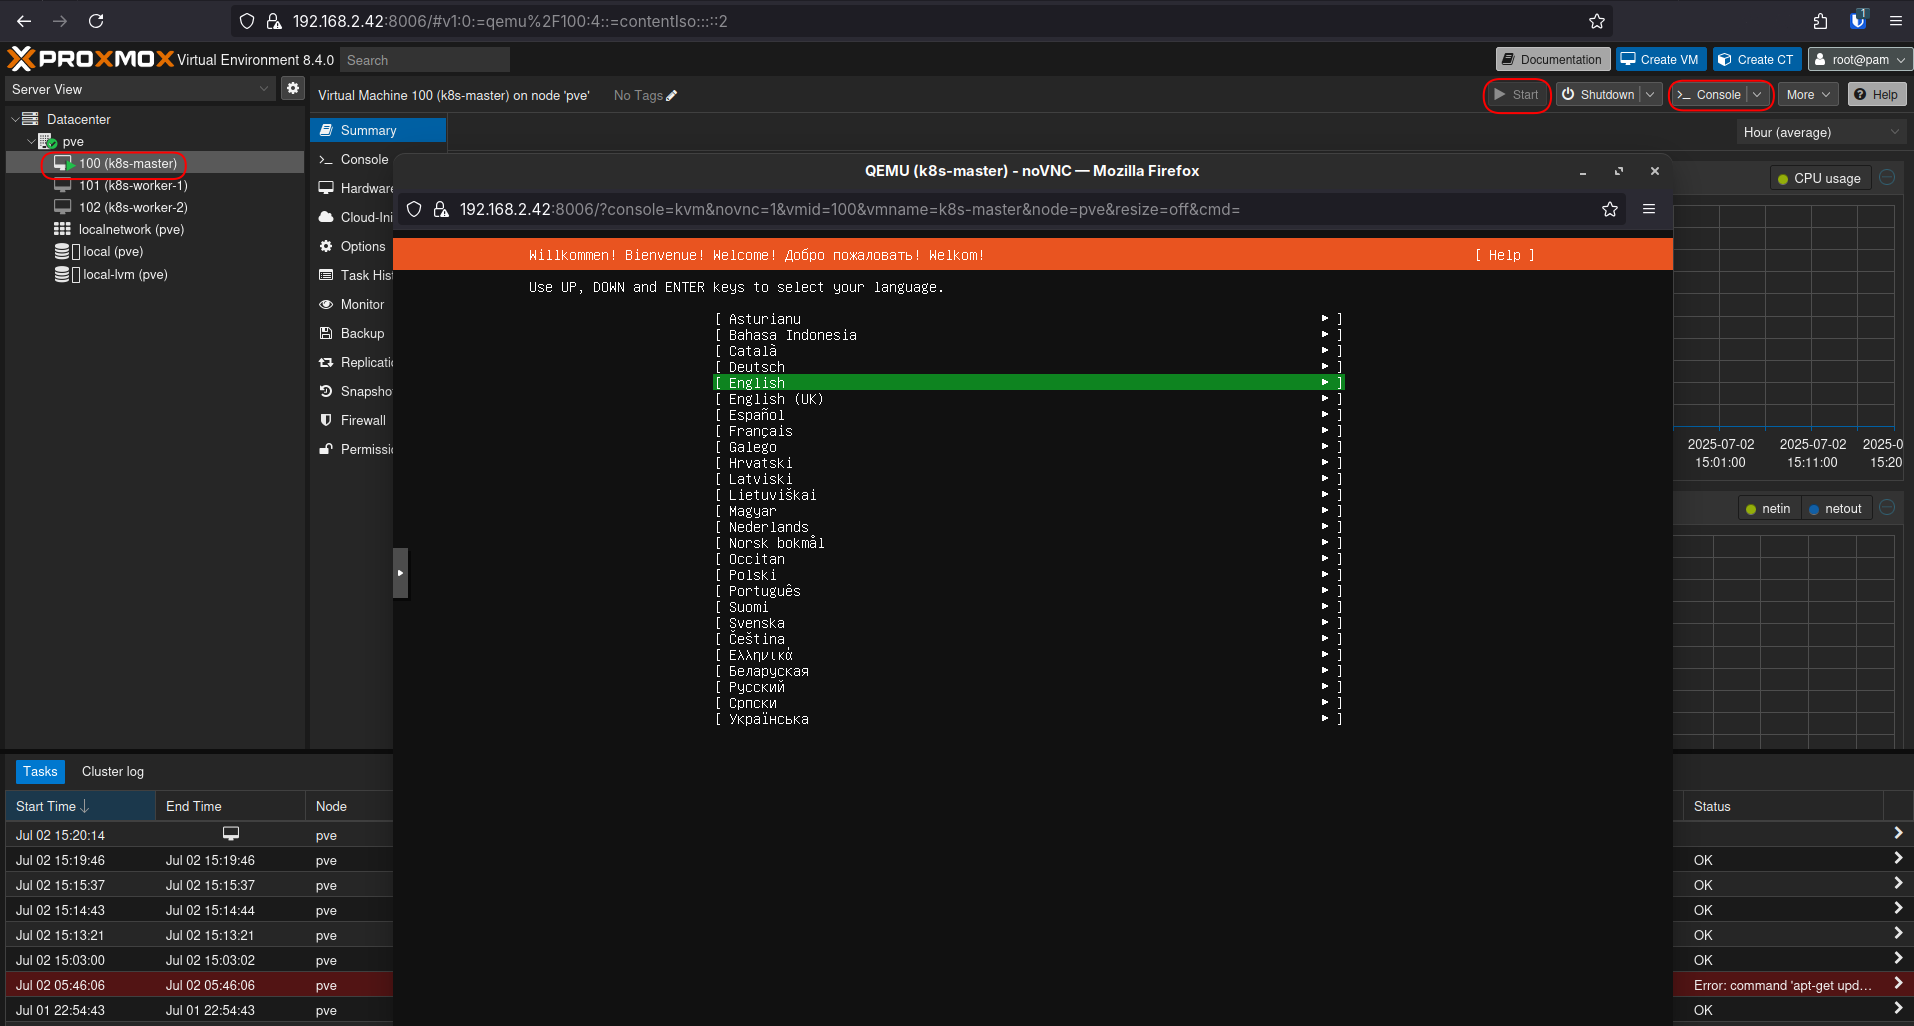 192.168.2.42:8006/#v1:0:=qemu%2F100:4::=contentIso:::::2
1
PROXMOX Virtual Environment 8.4.0 Search
Documentation Create VM Create CT root@pam
Server View
Virtual Machine 100 (k8s-master) on node 'pve' No Tags
Start Shutdown Console More Help
Datacenter
pve
100 (k8s-master)
101 (k8s-worker-1)
102 (k8s-worker-2)
localnetwork (pve)
local (pve)
local-lvm (pve)
Summary
Console
Hardware
Cloud-Ini
Options
Task Hist
Monitor
Backup
Replicatio
Snapsho
Firewall
Permissio
Hour (average)
CPU usage
2025-07-02 2025-07-02 2025-0
15:01:00 15:11:00 15:20
netin netout
QEMU (k8s-master) - noVNC — Mozilla Firefox
192.168.2.42:8006/?console=kvm&novnc=1&vmid=100&vmname=k8s-master&node=pve&resize=off&cmd=
Willkommen! Bienvenue! Welcome! Добро пожаловать! Welkom! [ Help ]
Use UP, DOWN and ENTER keys to select your language.
[ Asturianu ▸ ]
[ Bahasa Indonesia ▸ ]
[ Català ▸ ]
[ Deutsch ▸ ]
[ English ▸ ]
[ English (UK) ▸ ]
[ Español ▸ ]
[ Français ▸ ]
[ Galego ▸ ]
[ Hrvatski ▸ ]
[ Latviski ▸ ]
[ Lietuviškai ▸ ]
[ Magyar ▸ ]
[ Nederlands ▸ ]
[ Norsk bokmål ▸ ]
[ Occitan ▸ ]
[ Polski ▸ ]
[ Português ▸ ]
[ Suomi ▸ ]
[ Svenska ▸ ]
[ Čeština ▸ ]
[ Ελληνικά ▸ ]
[ Беларуская ▸ ]
[ Русский ▸ ]
[ Српски ▸ ]
[ Українська ▸ ]
Tasks Cluster log
Start Time End Time Node Status
Jul 02 15:20:14 pve
Jul 02 15:19:46 Jul 02 15:19:46 pve OK
Jul 02 15:15:37 Jul 02 15:15:37 pve OK
Jul 02 15:14:43 Jul 02 15:14:44 pve OK
Jul 02 15:13:21 Jul 02 15:13:21 pve OK
Jul 02 15:03:00 Jul 02 15:03:02 pve OK
Jul 02 05:46:06 Jul 02 05:46:06 pve Error: command 'apt-get upd...
Jul 01 22:54:43 Jul 01 22:54:43 pve OK